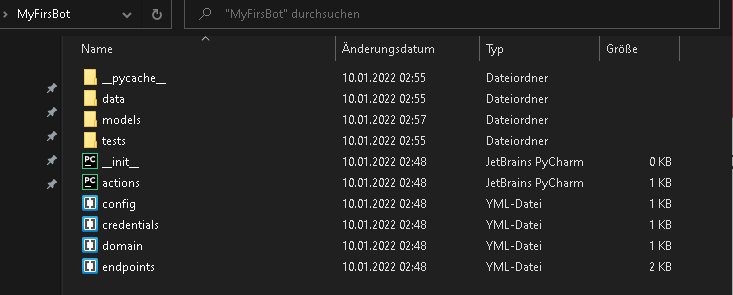 MyFirsBot
"MyFirsBot" durchsuchen
Name Änderungsdatum Typ Größe
__pycache__ 10.01.2022 02:55 Dateiordner
data 10.01.2022 02:55 Dateiordner
models 10.01.2022 02:57 Dateiordner
tests 10.01.2022 02:55 Dateiordner
PC __init__ 10.01.2022 02:48 JetBrains PyCharm 0 KB
PC actions 10.01.2022 02:48 JetBrains PyCharm 1 KB
config 10.01.2022 02:48 YML-Datei 1 KB
credentials 10.01.2022 02:48 YML-Datei 1 KB
domain 10.01.2022 02:48 YML-Datei 1 KB
endpoints 10.01.2022 02:48 YML-Datei 2 KB